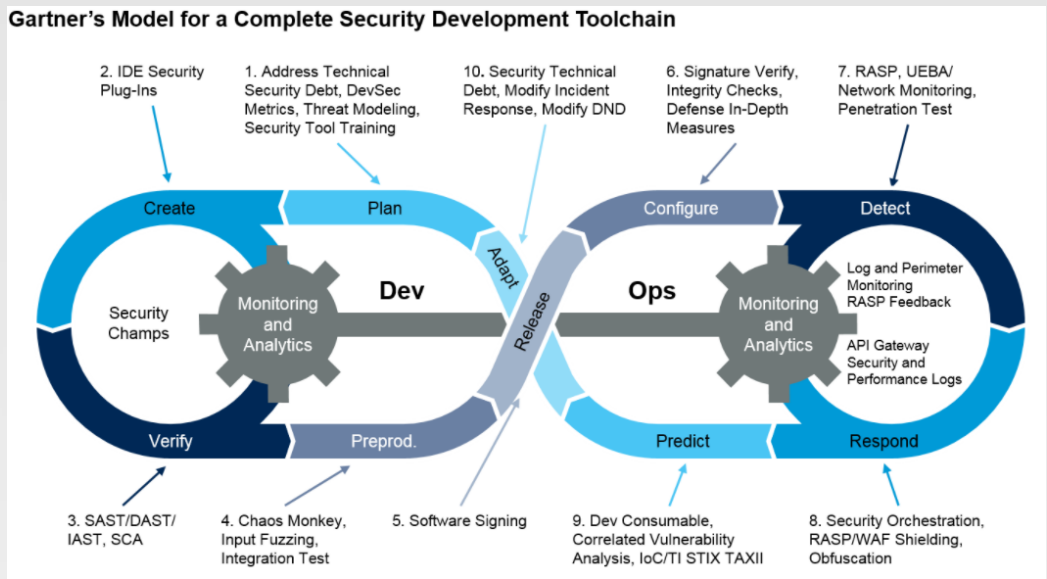 Gartner's Model for a Complete Security Development Toolchain
2. IDE Security
Plug-Ins
1. Address Technical
Security Debt, DevSec
Metrics, Threat Modeling,
Security Tool Training
10. Security Technical
Debt, Modify Incident
Response, Modify DND
6. Signature Verify,
Integrity Checks,
Defense In-Depth
Measures
7. RASP, UEBA/
Network Monitoring,
Penetration Test
Create
Plan
Adapt
Release
Configure
Detect
Security
Champs
Monitoring
and
Analytics
Dev
Ops
Monitoring
and
Analytics
Log and Perimeter
Monitoring
RASP Feedback
API Gateway
Security and
Performance Logs
Verify
Preprod.
Predict
Respond
3. SAST/DAST/
IAST, SCA
4. Chaos Monkey,
Input Fuzzing,
Integration Test
5. Software Signing
9. Dev Consumable,
Correlated Vulnerability
Analysis, IoC/TI STIX TAXII
8. Security Orchestration,
RASP/WAF Shielding,
Obfuscation